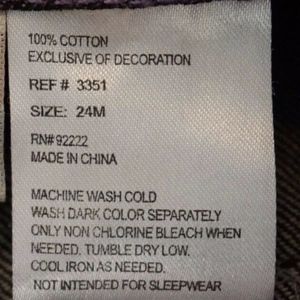 100% COTTON
EXCLUSIVE OF DECORATION
REF # 3351
SIZE: 24M
RN#92222
MADE IN CHINA
MACHINE WASH COLD
WASH DARK COLOR SEPARATELY
ONLY NON CHLORINE BLEACH WHEN
NEEDED. TUMBLE DRY LOW.
COOL IRON AS NEEDED.
NOT INTENDED FOR SLEEPWEAR